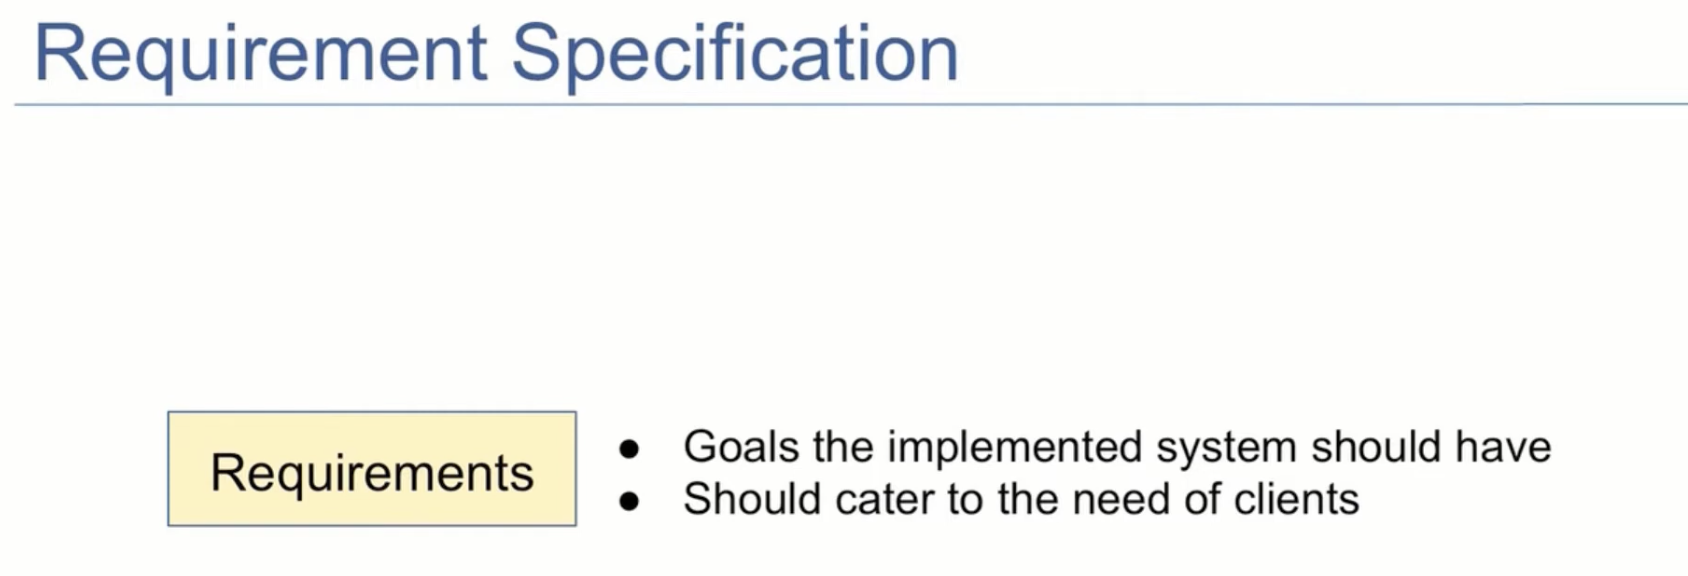 Requirement Specification
Requirements
● Goals the implemented system should have
● Should cater to the need of clients